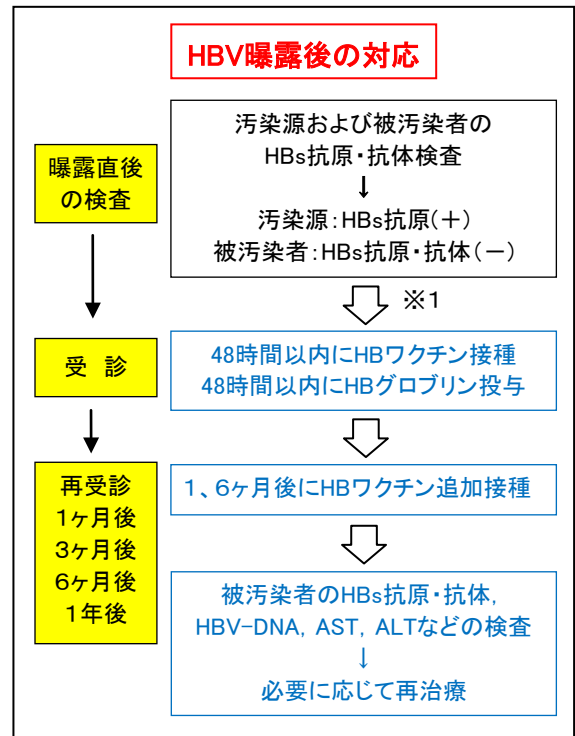 HBV曝露後の対応
曝露直後
の検査
汚染源および被汚染者の
HBs抗原・抗体検査
↓
汚染源：HBs抗原（＋）
被汚染者：HBs抗原・抗体（－）
※1
受 診
48時間以内にHBワクチン接種
48時間以内にHBグロブリン投与
再受診
1ヶ月後
3ヶ月後
6ヶ月後
1年後
1、6ヶ月後にHBワクチン追加接種
被汚染者のHBs抗原・抗体，
HBV-DNA，AST，ALTなどの検査
↓
必要に応じて再治療